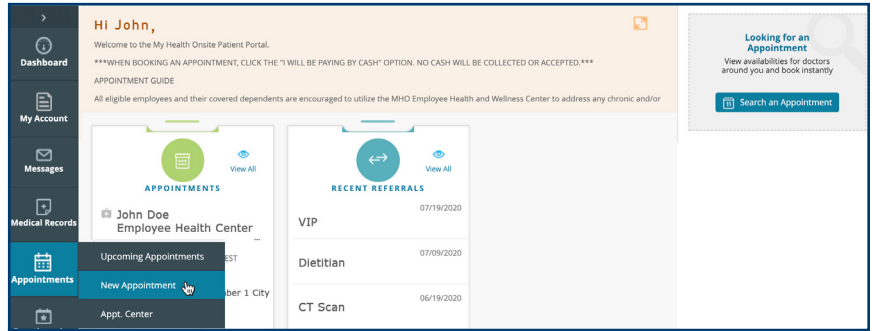 Hi John,
Welcome to the My Health Onsite Patient Portal.
***WHEN BOOKING AN APPOINTMENT, CLICK THE "I WILL BE PAYING BY CASH" OPTION. NO CASH WILL BE COLLECTED OR ACCEPTED.***
APPOINTMENT GUIDE
All eligible employees and their covered dependents are encouraged to utilize the MHO Employee Health and Wellness Center to address any chronic and/or
Looking for an
Appointment
View availabilities for doctors
around you and book instantly
Search an Appointment
Dashboard
My Account
Messages
Medical Records
Appointments
Upcoming Appointments
New Appointment
Appt. Center
View All
APPOINTMENTS
John Doe
Employee Health Center
...
EST
ber 1 City
View All
RECENT REFERRALS
07/19/2020
VIP
07/09/2020
Dietitian
06/19/2020
CT Scan